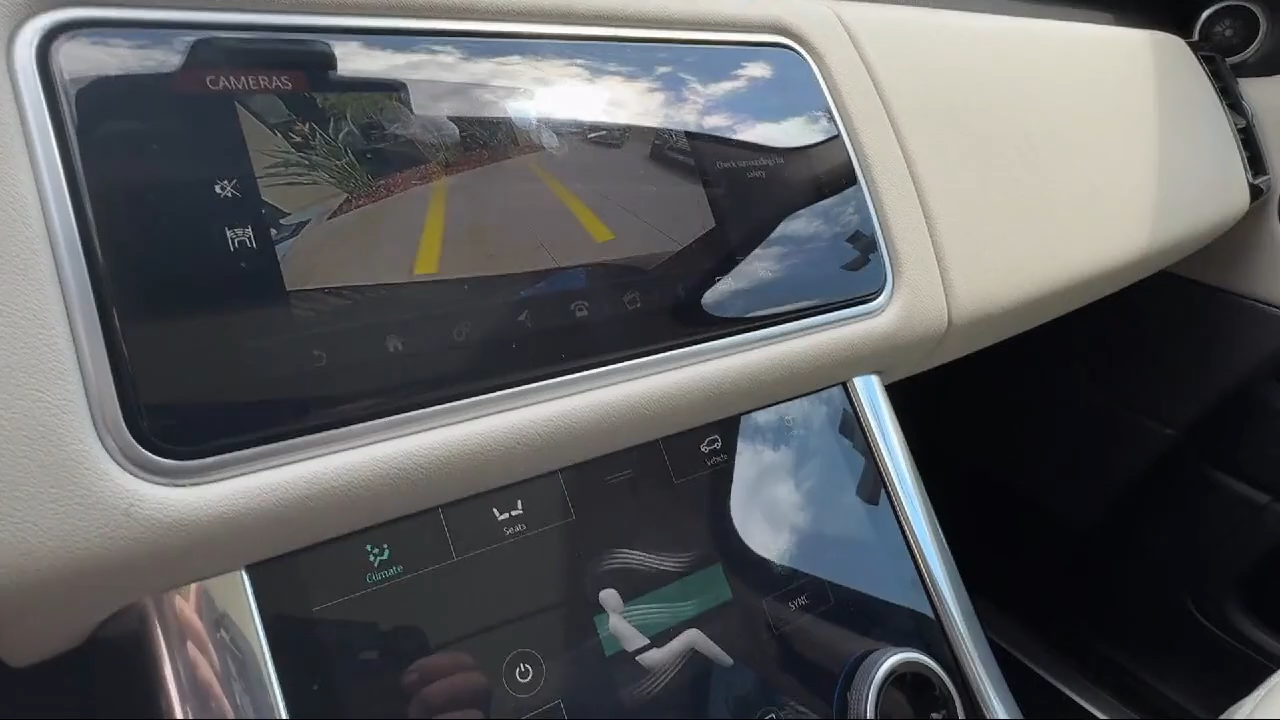 CAMERAS
Check surroundings for
safety
Vehicle
Seats
Climate
SYNC